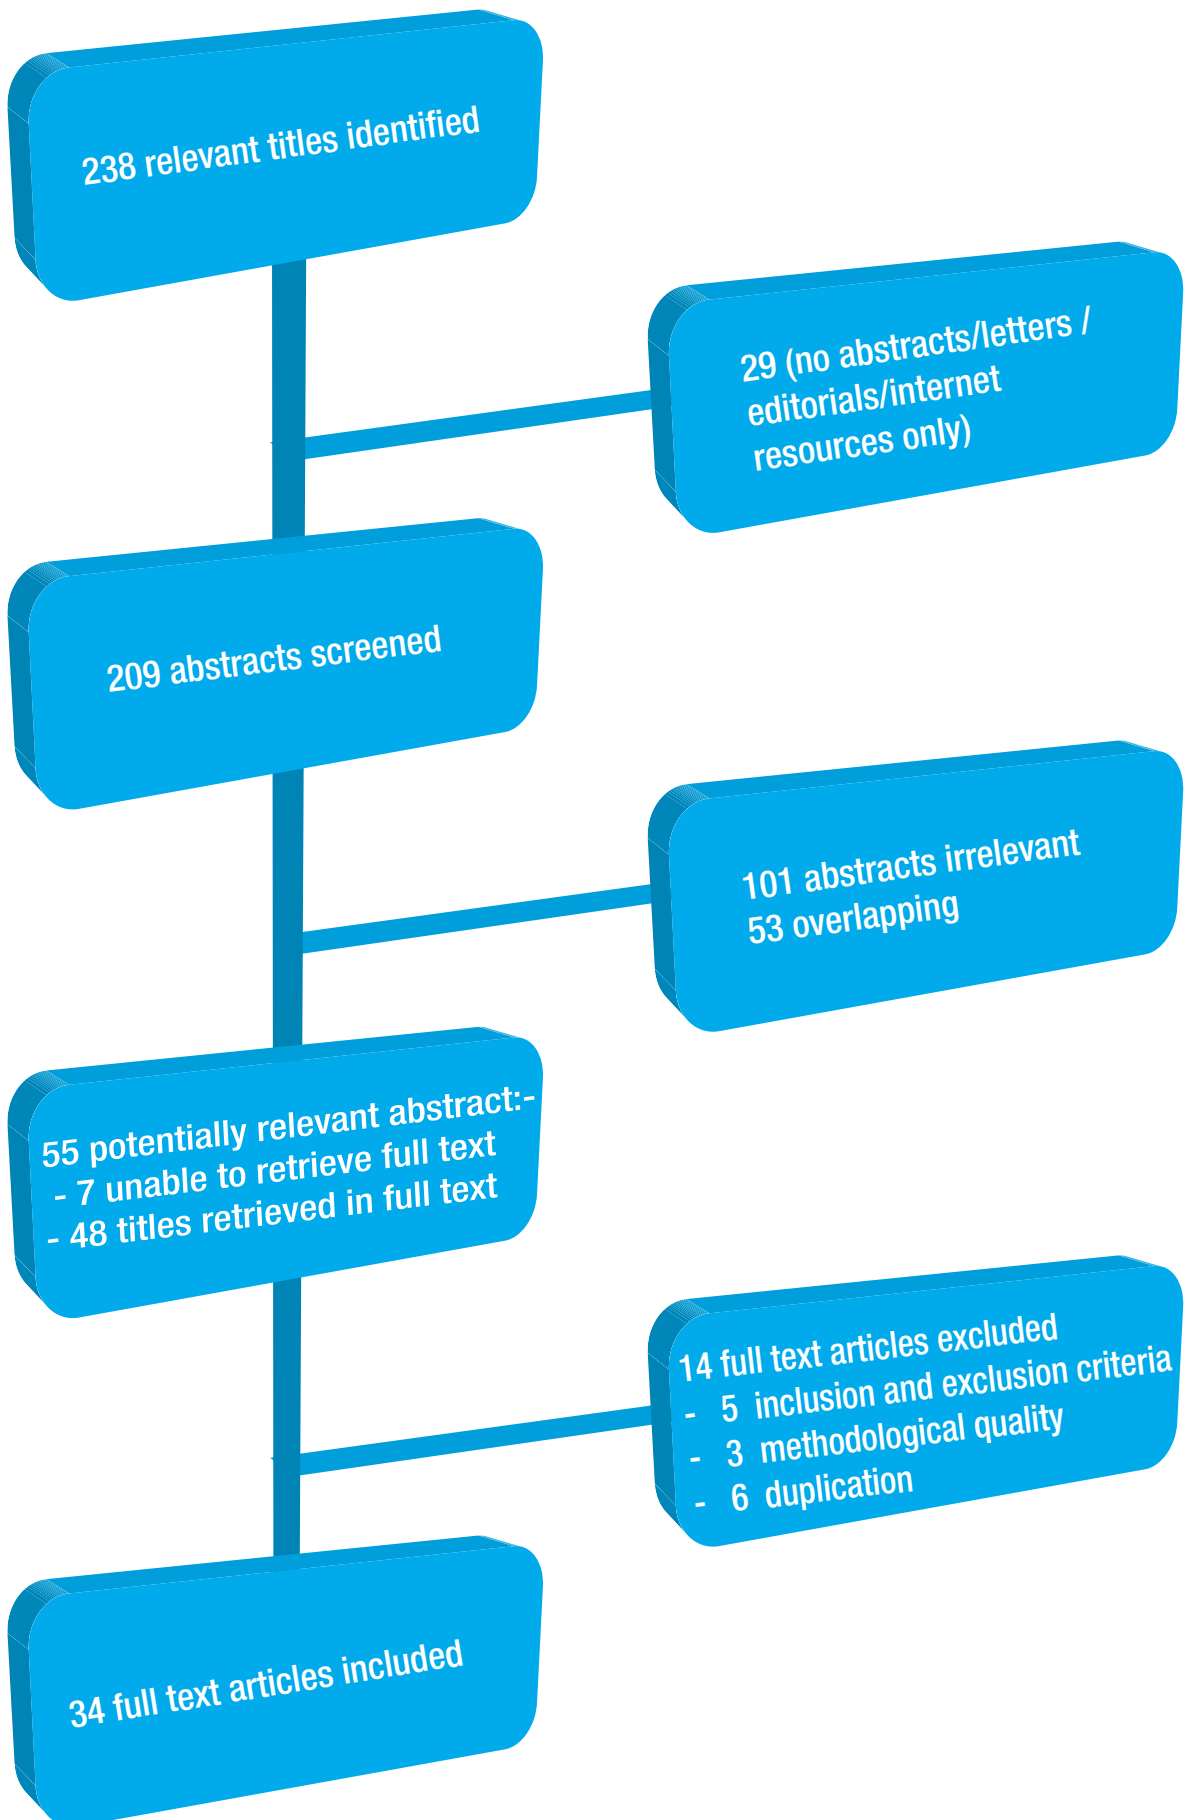 238 relevant titles identified
29 (no abstracts/letters /
editorials/internet
resources only)
209 abstracts screened
101 abstracts irrelevant
53 overlapping
55 potentially relevant abstract:-
- 7 unable to retrieve full text
- 48 titles retrieved in full text
14 full text articles excluded
- 5 inclusion and exclusion criteria
- 3 methodological quality
- 6 duplication
34 full text articles included